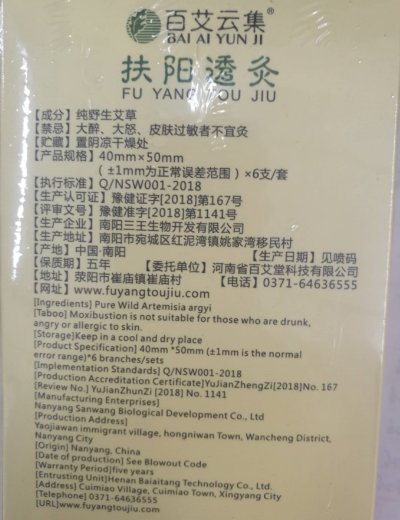 百艾云集
BAI AI YUN JI
扶阳透灸
FU YANG TOU JIU
【成分】纯野生艾草
【禁忌】大醉、大怒、皮肤过敏者不宜灸
【贮藏】置阴凉干燥处
【产品规格】40mm×50mm
（±1mm为正常误差范围）×6支/套
【执行标准】Q/NSW001-2018
【生产认可证】豫健证字[2018]第167号
【评审文号】豫健准字[2018]第1141号
【生产企业】南阳三王生物开发有限公司
【生产地址】南阳市宛城区红泥湾镇姚家湾移民村
【产地】中国·南阳 【生产日期】见喷码
【保质期】五年 【委托单位】河南省百艾堂科技有限公司
【地址】荥阳市崔庙镇崔庙村 【电话】0371-64636555
【网址】www.fuyangtoujiu.com
[Ingredients] Pure Wild Artemisia argyi
[Taboo] Moxibustion is not suitable for those who are drunk,
angry or allergic to skin.
[Storage]Keep in a cool and dry place
[Product Specification] 40mm *50mm (±1mm is the normal
error range)*6 branches/sets
[Implementation Standards] Q/NSW001-2018
[Production Accreditation Certificate]YuJianZhengZi[2018]No. 167
[Review No.] YuJianZhunZi [2018] No. 1141
[Manufacturing Enterprises]
Nanyang Sanwang Biological Development Co., Ltd
[Production Address]
Yaojiawan immigrant village, hongniwan Town, Wancheng District,
Nanyang City
[Origin] Nanyang, China
[Date of production] See Blowout Code
[Warranty Period]five years
[Entrusting Unit]Henan Baiaitang Technology Co., Ltd.
[Address] Cuimiao Village, Cuimiao Town, Xingyang City
[Telephone] 0371-64636555
[URL]www.fuyangtoujiu.com